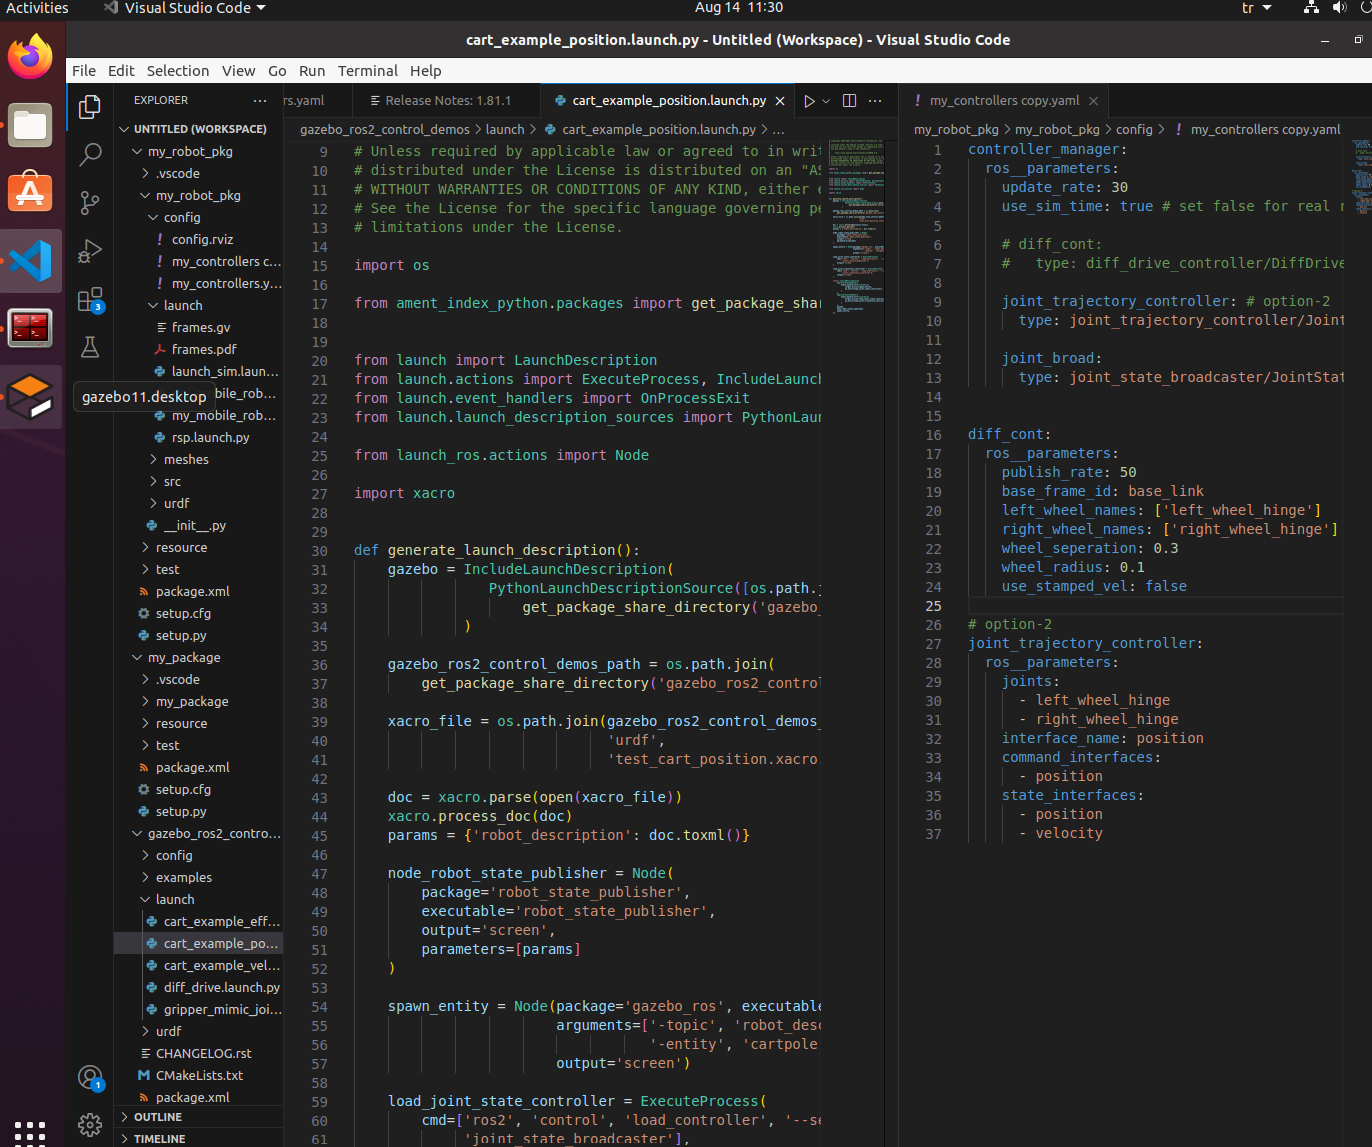 Activities
Visual Studio Code
Aug 14 11:30
tr
cart_example_position.launch.py - Untitled (Workspace) - Visual Studio Code
File Edit Selection View Go Run Terminal Help
EXPLORER
UNTITLED (WORKSPACE)
my_robot_pkg
.vscode
my_robot_pkg
config
config.rviz
my_controllers c...
my_controllers.y...
launch
frames.gv
frames.pdf
launch_sim.laun...
gazebo11.desktop
bile_rob...
my_mobile_rob...
rsp.launch.py
meshes
src
urdf
__init__.py
resource
test
package.xml
setup.cfg
setup.py
my_package
.vscode
my_package
resource
test
package.xml
setup.cfg
setup.py
gazebo_ros2_contro...
config
examples
launch
cart_example_eff...
cart_example_po...
cart_example_vel...
diff_drive.launch.py
gripper_mimic_joi...
urdf
CHANGELOG.rst
CMakeLists.txt
package.xml
OUTLINE
TIMELINE
3
1
rs.yaml
Release Notes: 1.81.1
cart_example_position.launch.py
gazebo_ros2_control_demos > launch > cart_example_position.launch.py > ...
9 # Unless required by applicable law or agreed to in writ
10 # distributed under the License is distributed on an "AS
11 # WITHOUT WARRANTIES OR CONDITIONS OF ANY KIND, either e
12 # See the License for the specific language governing pe
13 # limitations under the License.
14
15 import os
16
17 from ament_index_python.packages import get_package_shar
18
19
20 from launch import LaunchDescription
21 from launch.actions import ExecuteProcess, IncludeLaunch
22 from launch.event_handlers import OnProcessExit
23 from launch.launch_description_sources import PythonLaun
24
25 from launch_ros.actions import Node
26
27 import xacro
28
29
30 def generate_launch_description():
31 gazebo = IncludeLaunchDescription(
32 PythonLaunchDescriptionSource([os.path.j
33 get_package_share_directory('gazebo_
34 )
35
36 gazebo_ros2_control_demos_path = os.path.join(
37 get_package_share_directory('gazebo_ros2_control
38
39 xacro_file = os.path.join(gazebo_ros2_control_demos_
40 'urdf',
41 'test_cart_position.xacro
42
43 doc = xacro.parse(open(xacro_file))
44 xacro.process_doc(doc)
45 params = {'robot_description': doc.toxml()}
46
47 node_robot_state_publisher = Node(
48 package='robot_state_publisher',
49 executable='robot_state_publisher',
50 output='screen',
51 parameters=[params]
52 )
53
54 spawn_entity = Node(package='gazebo_ros', executable
55 arguments=['-topic', 'robot_desc
56 '-entity', 'cartpole
57 output='screen')
58
59 load_joint_state_controller = ExecuteProcess(
60 cmd=['ros2', 'control', 'load_controller', '--se
61 'joint_state_broadcaster'],
my_controllers copy.yaml
my_robot_pkg > my_robot_pkg > config > my_controllers copy.yaml
1 controller_manager:
2 ros__parameters:
3 update_rate: 30
4 use_sim_time: true # set false for real r
5
6 # diff_cont:
7 # type: diff_drive_controller/DiffDrive
8
9 joint_trajectory_controller: # option-2
10 type: joint_trajectory_controller/Joint
11
12 joint_broad:
13 type: joint_state_broadcaster/JointStat
14
15
16 diff_cont:
17 ros__parameters:
18 publish_rate: 50
19 base_frame_id: base_link
20 left_wheel_names: ['left_wheel_hinge']
21 right_wheel_names: ['right_wheel_hinge']
22 wheel_seperation: 0.3
23 wheel_radius: 0.1
24 use_stamped_vel: false
25
26 # option-2
27 joint_trajectory_controller:
28 ros__parameters:
29 joints:
30 - left_wheel_hinge
31 - right_wheel_hinge
32 interface_name: position
33 command_interfaces:
34 - position
35 state_interfaces:
36 - position
37 - velocity